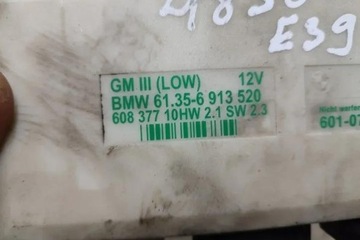 E39
GM III (LOW) 12V
BMW 61.35-6 913 520
608 377 10HW 2.1 SW 2.3
601-07